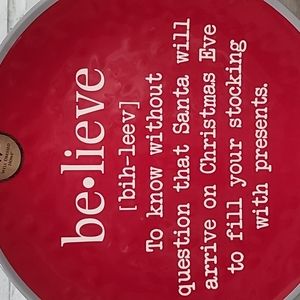 be•lieve
[bih-leev]
To know without
question that Santa will
arrive on Christmas Eve
to fill your stocking
with presents.